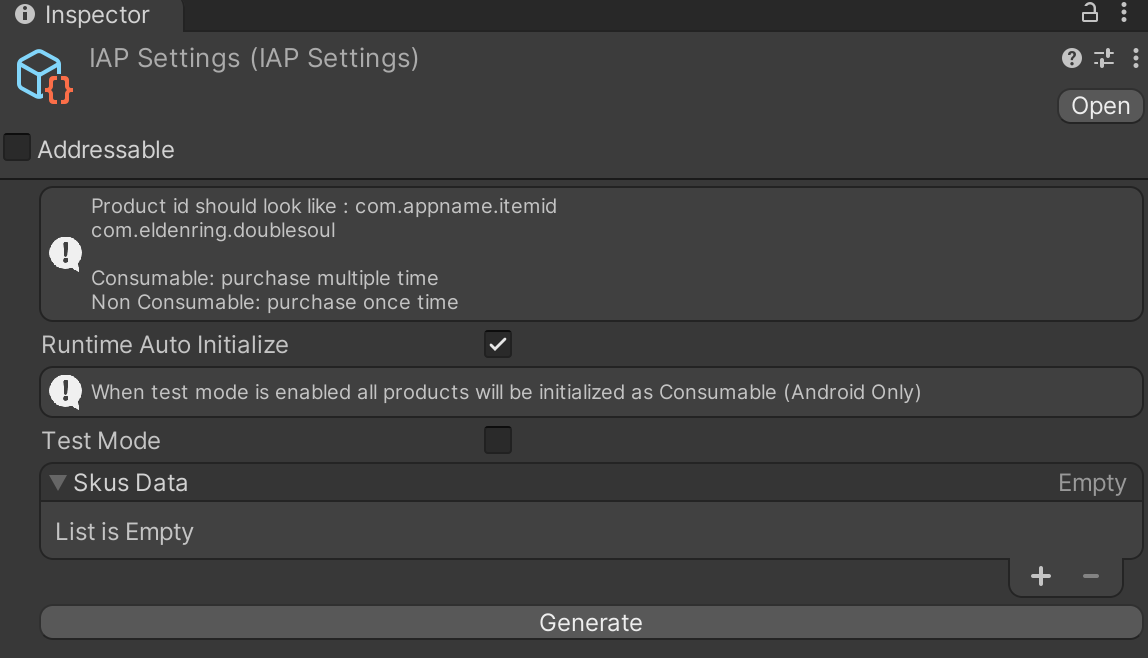 Inspector
IAP Settings (IAP Settings)
Open
Addressable
Product id should look like : com.appname.itemid
com.eldenring.doublesoul
Consumable: purchase multiple time
Non Consumable: purchase once time
Runtime Auto Initialize
When test mode is enabled all products will be initialized as Consumable (Android Only)
Test Mode
Skus Data Empty
List is Empty
Generate